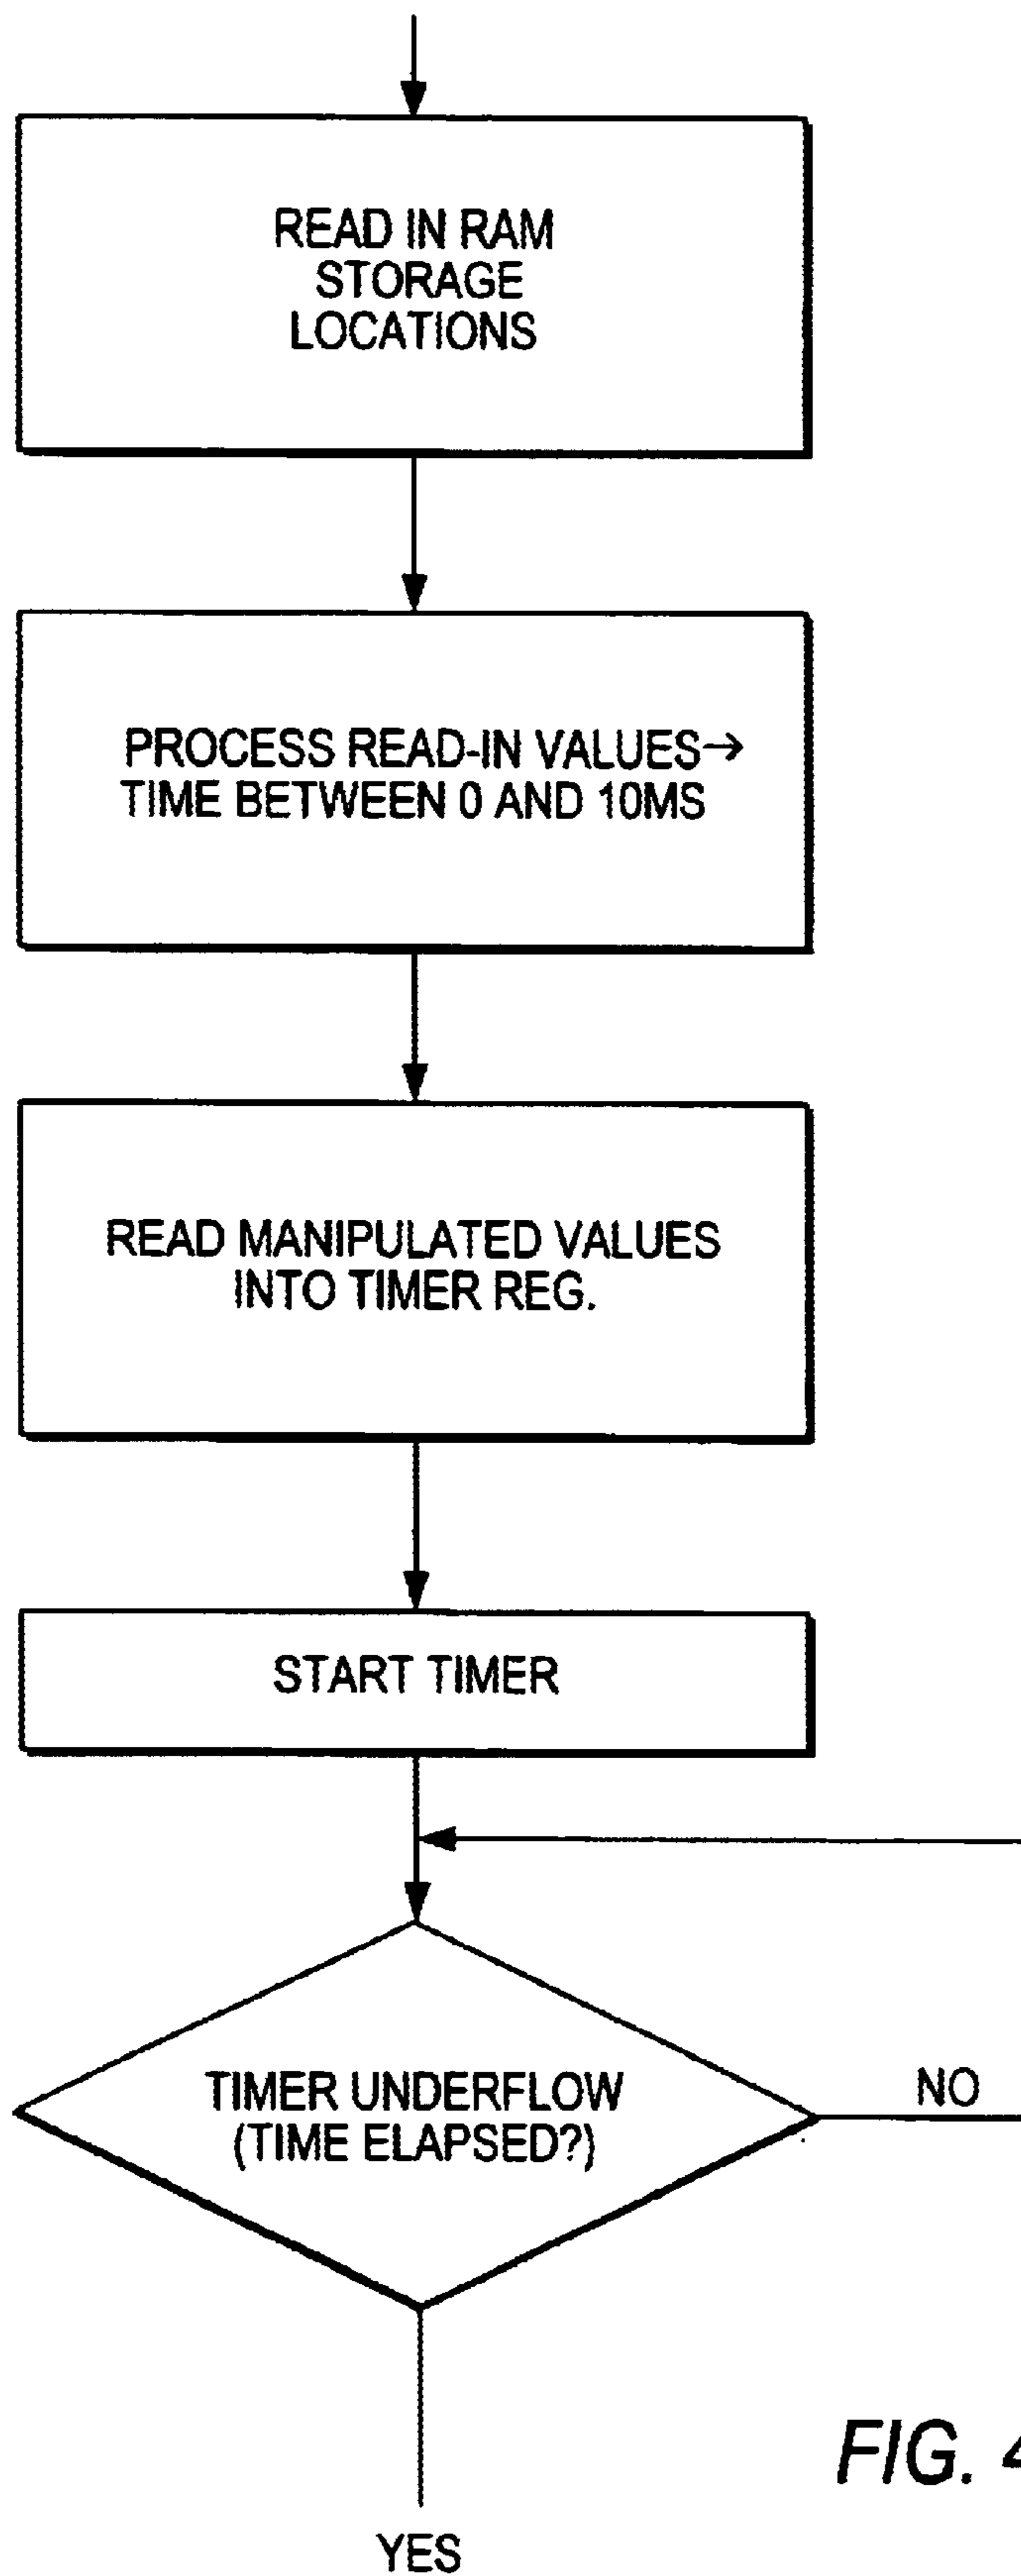 READ IN RAM
STORAGE
LOCATIONS
PROCESS READ-IN VALUES→
TIME BETWEEN 0 AND 10MS
READ MANIPULATED VALUES
INTO TIMER REG.
START TIMER
TIMER UNDERFLOW
(TIME ELAPSED?)
NO
FIG. 4
YES